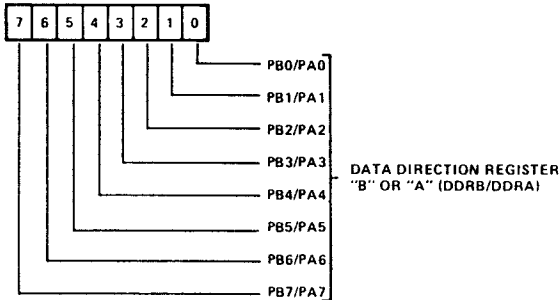 7 6 5 4 3 2 1 0
PB0/PA0
PB1/PA1
PB2/PA2
PB3/PA3
PB4/PA4
PB5/PA5
PB6/PA6
PB7/PA7
DATA DIRECTION REGISTER
"B" OR "A" (DDRB/DDRA)